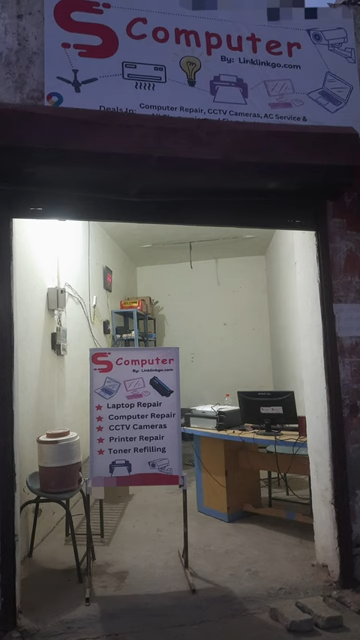 S Computer
By: Linklinkgo.com
Deals in: Computer Repair, CCTV Cameras, AC Service &
S Computer
By: Linklinkgo.com
★ Laptop Repair
★ Computer Repair
★ CCTV Cameras
★ Printer Repair
★ Toner Refilling